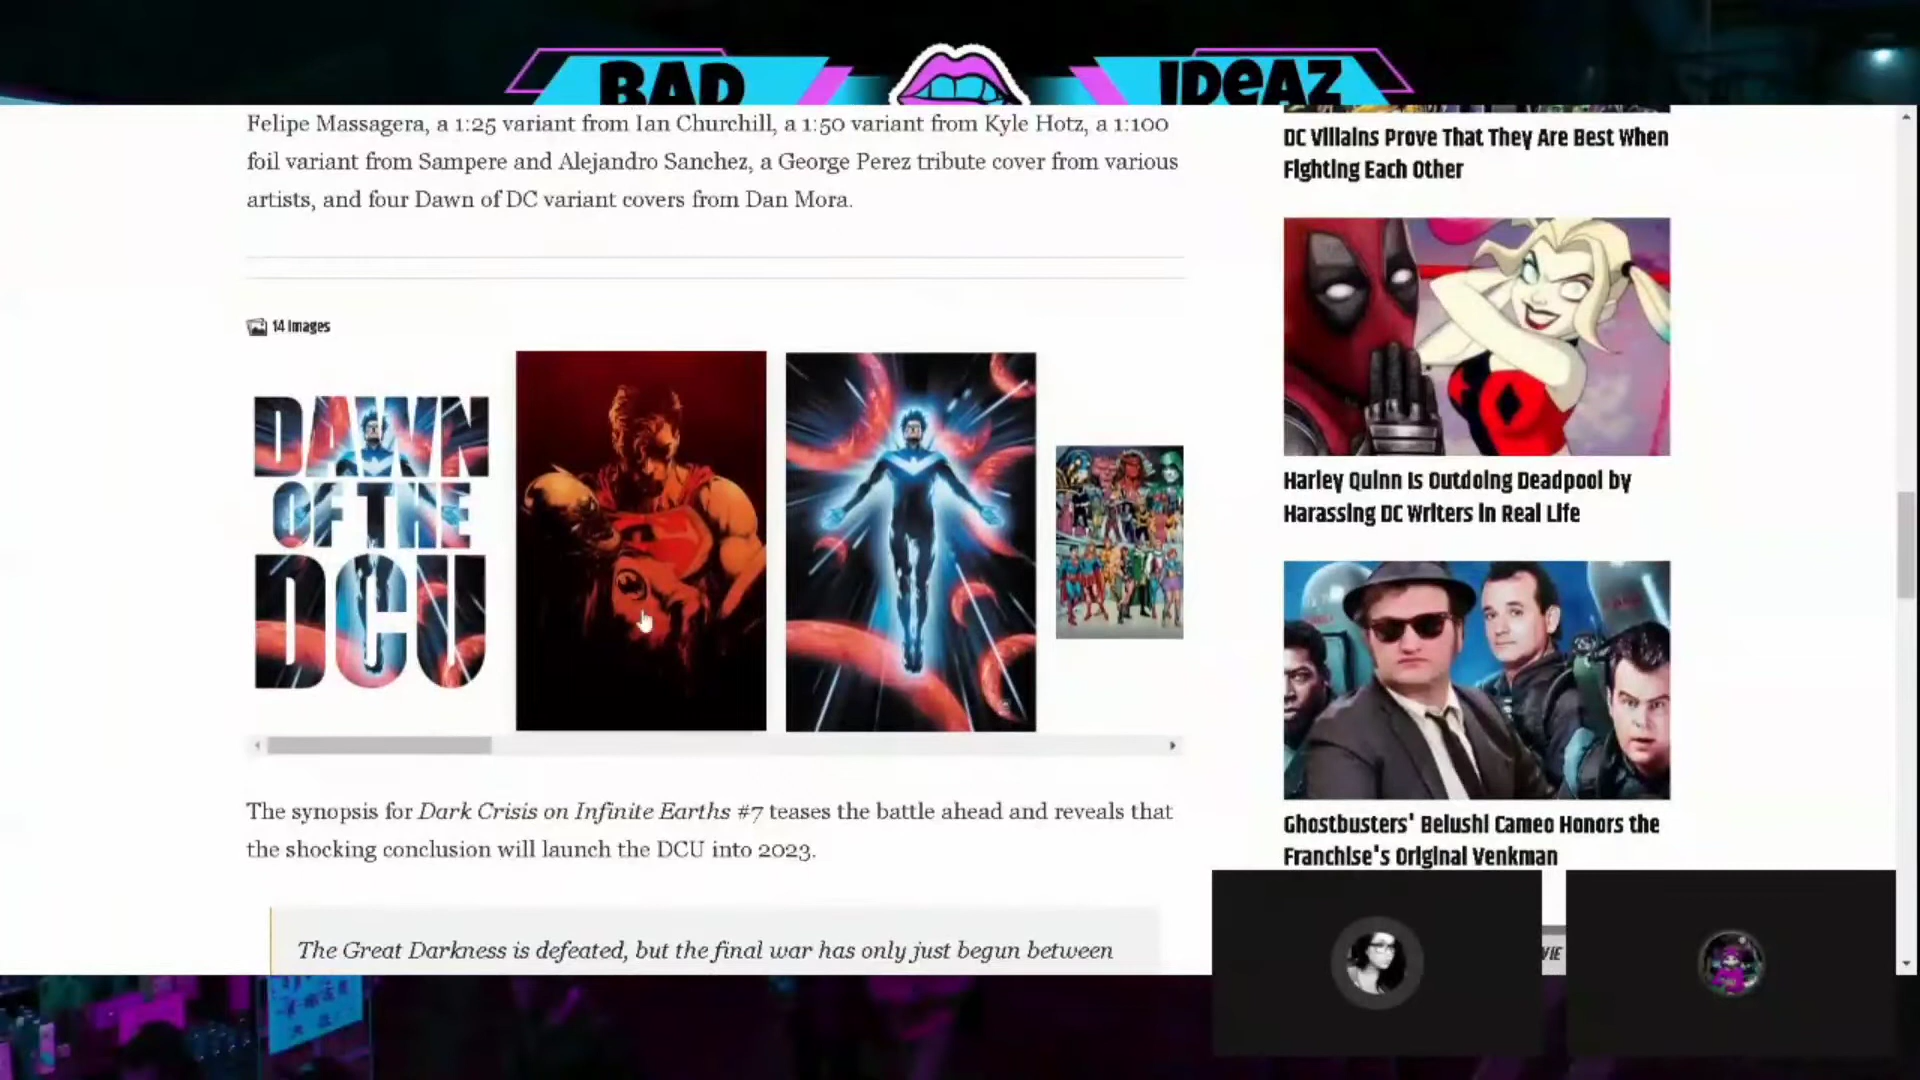 BAD IDEAZ
Felipe Massagera, a 1:25 variant from Ian Churchill, a 1:50 variant from Kyle Hotz, a 1:100
foil variant from Sampere and Alejandro Sanchez, a George Perez tribute cover from various
artists, and four Dawn of DC variant covers from Dan Mora.
14 Images
DAWN
OF THE
DCU
The synopsis for Dark Crisis on Infinite Earths #7 teases the battle ahead and reveals that
the shocking conclusion will launch the DCU into 2023.
The Great Darkness is defeated, but the final war has only just begun between
DC Villains Prove That They Are Best When
Fighting Each Other
Harley Quinn Is Outdoing Deadpool by
Harassing DC Writers in Real Life
Ghostbusters' Belushi Cameo Honors the
Franchise's Original Venkman
VIE